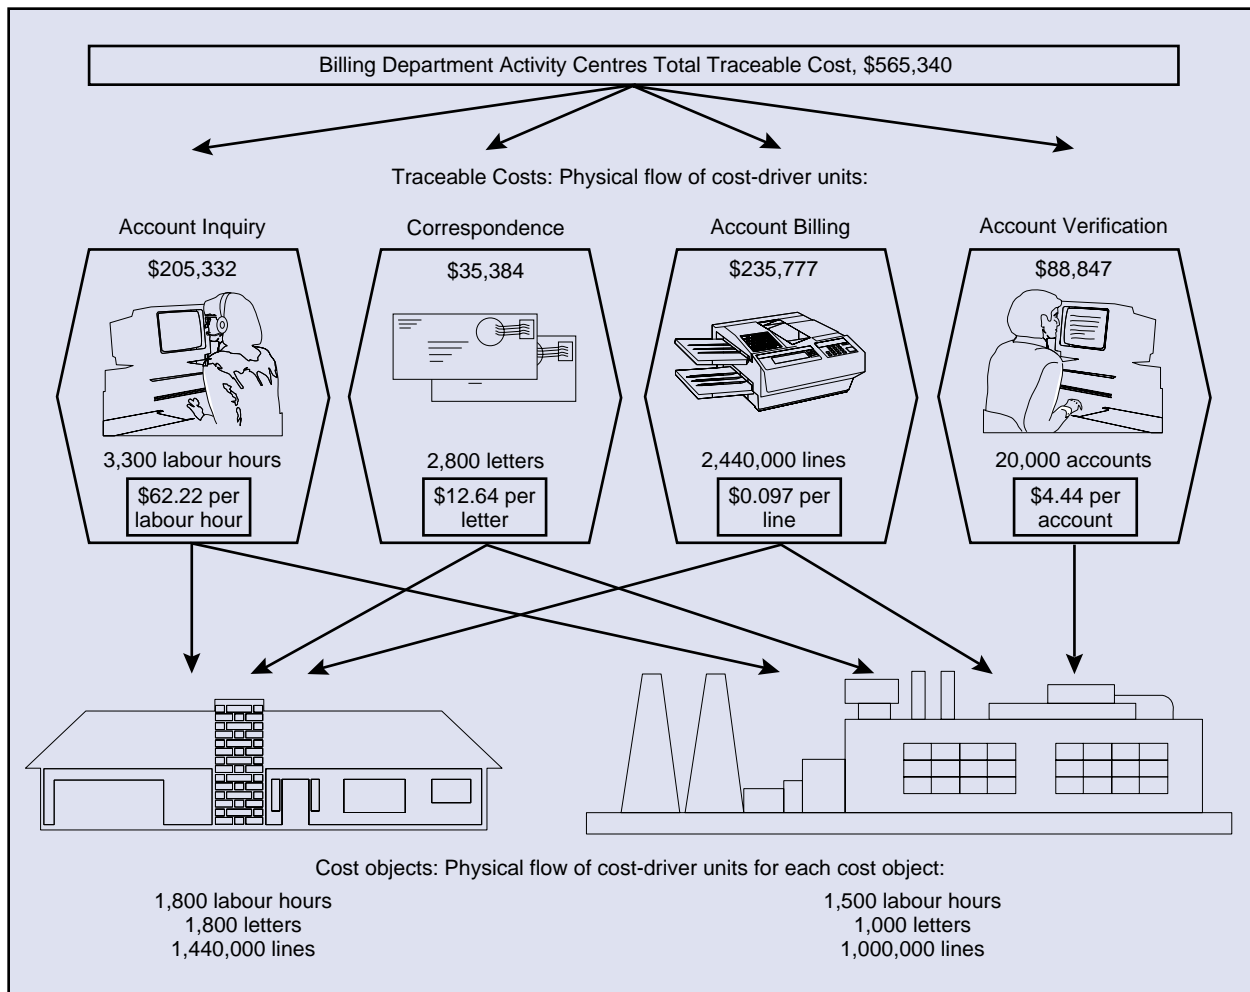 Billing Department Activity Centres Total Traceable Cost, $565,340
Traceable Costs: Physical flow of cost-driver units:
Account Inquiry
$205,332
3,300 labour hours
$62.22 per
labour hour
Correspondence
$35,384
2,800 letters
$12.64 per
letter
Account Billing
$235,777
2,440,000 lines
$0.097 per
line
Account Verification
$88,847
20,000 accounts
$4.44 per
account
Cost objects: Physical flow of cost-driver units for each cost object:
1,800 labour hours
1,800 letters
1,440,000 lines
1,500 labour hours
1,000 letters
1,000,000 lines